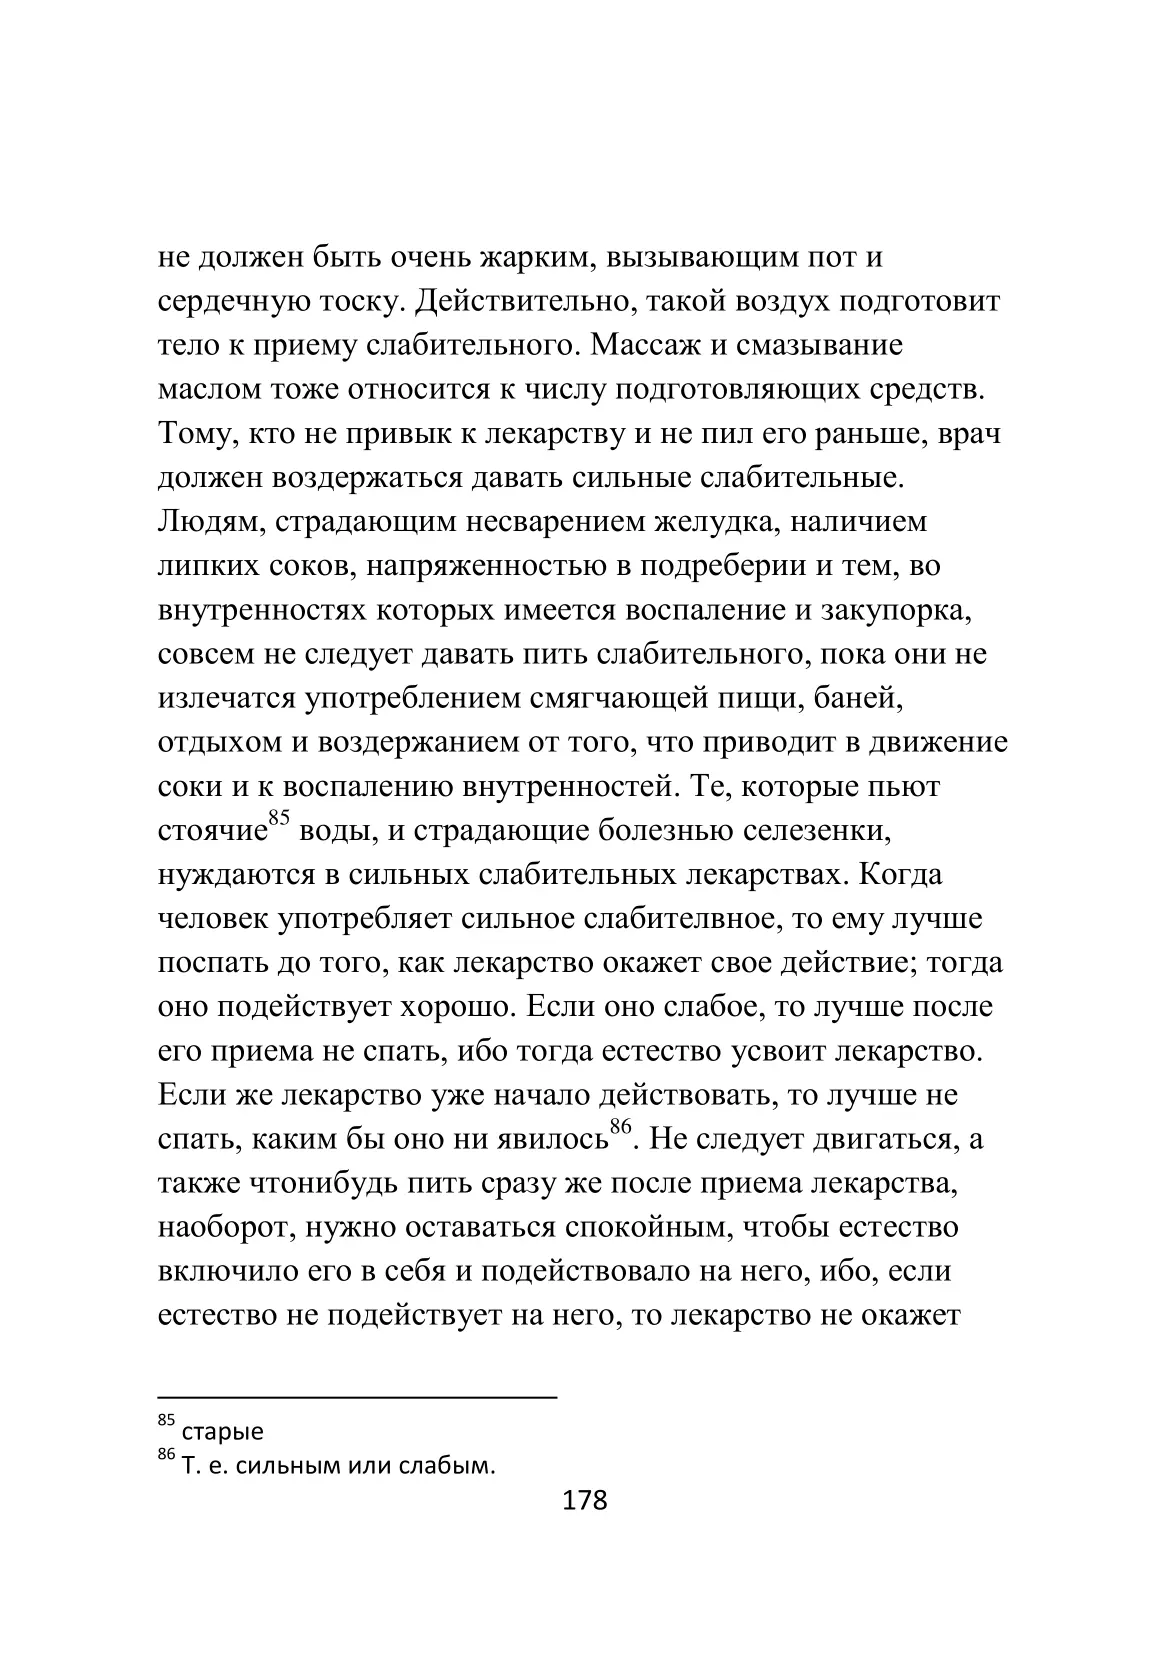 не должен быть очень жарким, вызывающим пот и
сердечную тоску. Действительно, такой воздух подготовит
тело к приему слабительного. Массаж и смазывание
маслом тоже относится к числу подготовляющих средств.
Тому, кто не привык к лекарству и не пил его раньше, врач
должен воздержаться давать сильные слабительные.
Людям, страдающим несварением желудка, наличием
липких соков, напряженностью в подреберии и тем, во
внутренностях которых имеется воспаление и закупорка,
совсем не следует давать пить слабительного, пока они не
излечатся употреблением смягчающей пищи, баней,
отдыхом и воздержанием от того, что приводит в движение
соки и к воспалению внутренностей. Те, которые пьют
стоячие85 воды, и страдающие болезнью селезенки,
нуждаются в сильных слабительных лекарствах. Когда
человек употребляет сильное слабителвное, то ему лучше
поспать до того, как лекарство окажет свое действие; тогда
оно подействует хорошо. Если оно слабое, то лучше после
его приема не спать, ибо тогда естество усвоит лекарство.
Если же лекарство уже начало действовать, то лучше не
спать, каким бы оно ни явилось86. Не следует двигаться, а
также чтонибудь пить сразу же после приема лекарства,
наоборот, нужно оставаться спокойным, чтобы естество
включило его в себя и подействовало на него, ибо, если
естество не подействует на него, то лекарство не окажет
85 старые
86 Т. е. сильным или слабым.
178